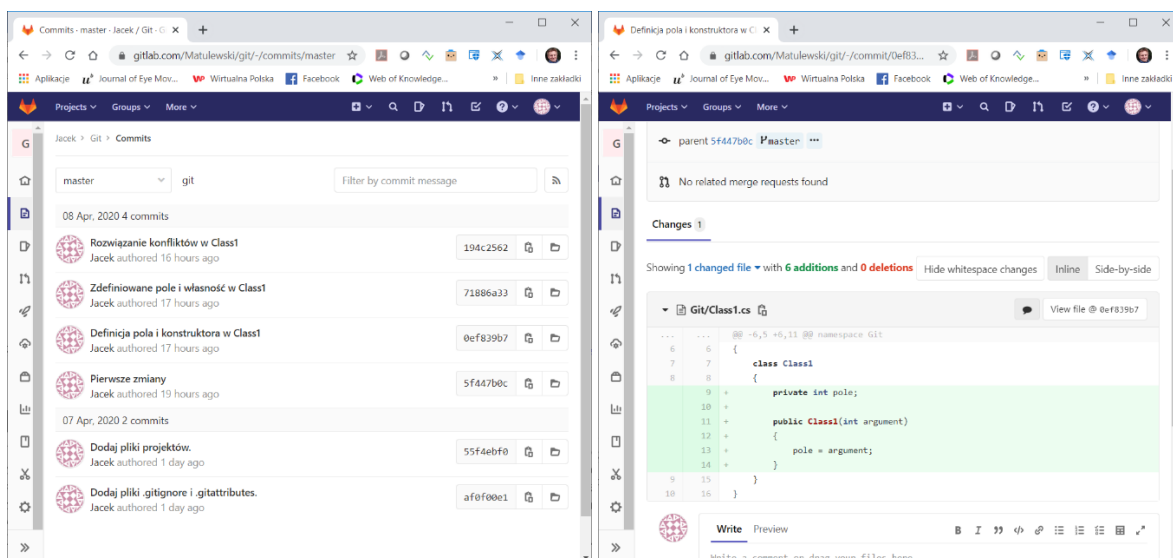 Commits · master · Jacek / Git · G
gitlab.com/Matulewski/git/-/commits/master
Aplikacje
Journal of Eye Mov...
Wirtualna Polska
Facebook
Web of Knowledge...
»
Inne zakładki
Projects
Groups
More
G
Jacek > Git > Commits
master
git
Filter by commit message
08 Apr, 2020 4 commits
Rozwiązanie konfliktów w Class1
Jacek authored 16 hours ago
194c2562
Zdefiniowane pole i własność w Class1
Jacek authored 17 hours ago
71886a33
Definicja pola i konstruktora w Class1
Jacek authored 17 hours ago
0ef839b7
Pierwsze zmiany
Jacek authored 19 hours ago
5f447b0c
07 Apr, 2020 2 commits
Dodaj pliki projektów.
Jacek authored 1 day ago
55f4ebf0
Dodaj pliki .gitignore i .gitattributes.
Jacek authored 1 day ago
af0f00e1
»
Definicja pola i konstruktora w C
gitlab.com/Matulewski/git/-/commit/0ef83...
Aplikacje
Journal of Eye Mov...
Wirtualna Polska
Facebook
Web of Knowledge...
»
Inne zakładki
Projects
Groups
More
G
parent 5f447b0c master ...
No related merge requests found
Changes 1
Showing 1 changed file with 6 additions and 0 deletions
Hide whitespace changes
Inline
Side-by-side
Git/Class1.cs
View file @ 0ef839b7
... ... @@ -6,5 +6,11 @@ namespace Git
6 6 {
7 7 class Class1
8 8 {
9 + private int pole;
10 +
11 + public Class1(int argument)
12 + {
13 + pole = argument;
14 + }
9 15 }
10 16 }
Write
Preview
B I
Write a comment or drag your files here
»